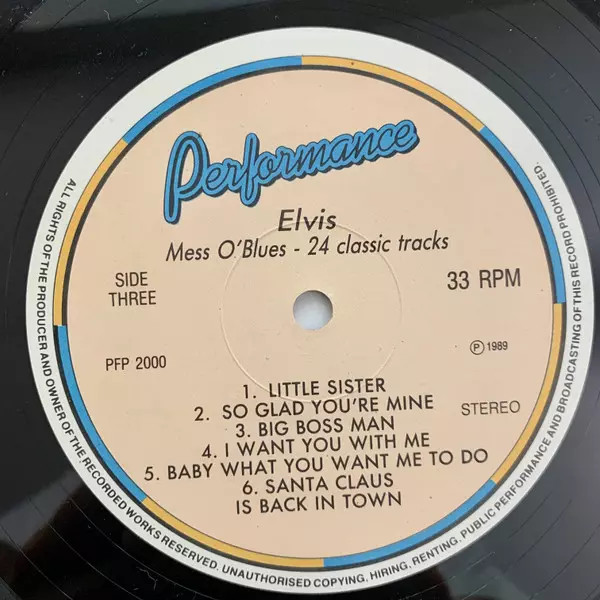 Performance
Elvis
Mess O'Blues - 24 classic tracks
SIDE
THREE
33 RPM
PFP 2000
℗ 1989
1. LITTLE SISTER
2. SO GLAD YOU'RE MINE
STEREO
3. BIG BOSS MAN
4. I WANT YOU WITH ME
5. BABY WHAT YOU WANT ME TO DO
6. SANTA CLAUS
IS BACK IN TOWN
ALL RIGHTS OF THE PRODUCER AND OWNER OF THE RECORDED WORKS RESERVED. UNAUTHORISED COPYING, HIRING, RENTING, PUBLIC PERFORMANCE AND BROADCASTING OF THIS RECORD PROHIBITED.